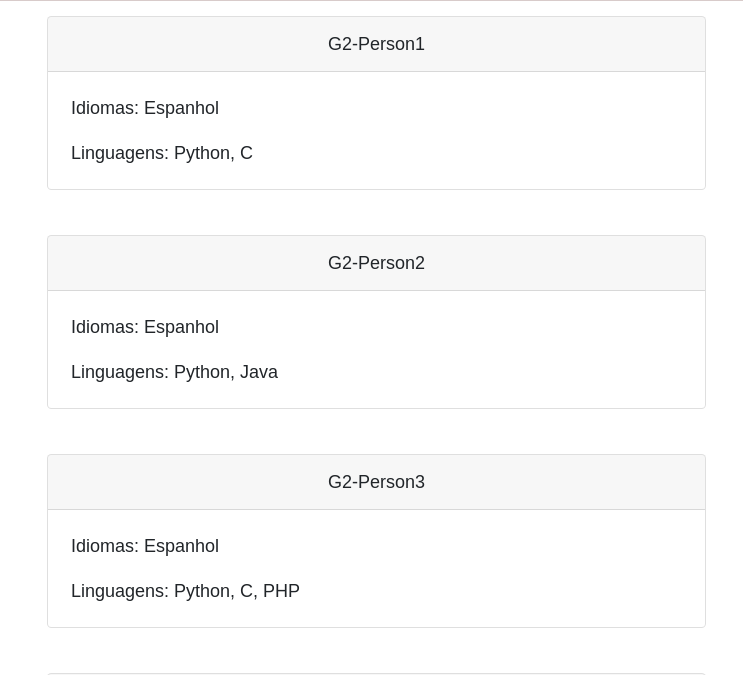 G2-Person1
Idiomas: Espanhol
Linguagens: Python, C
G2-Person2
Idiomas: Espanhol
Linguagens: Python, Java
G2-Person3
Idiomas: Espanhol
Linguagens: Python, C, PHP